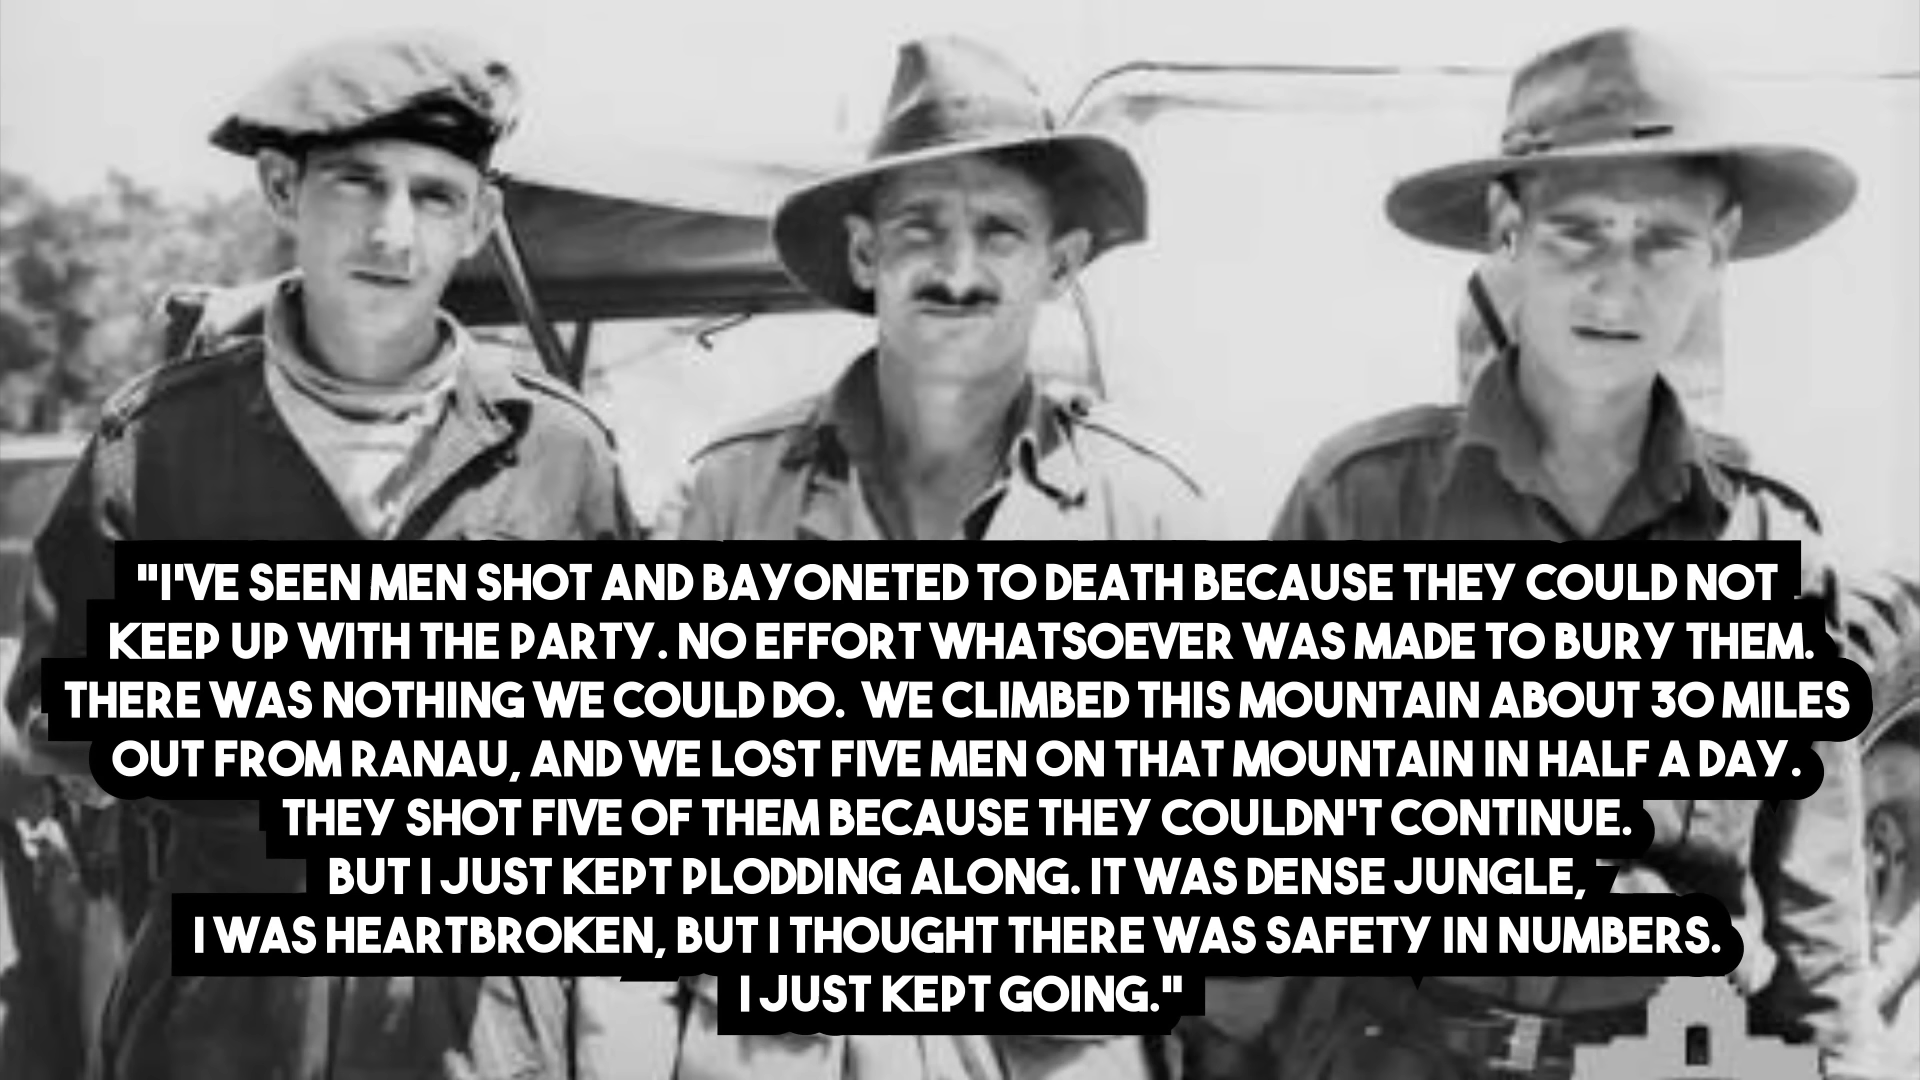 "I'VE SEEN MEN SHOT AND BAYONETED TO DEATH BECAUSE THEY COULD NOT
KEEP UP WITH THE PARTY. NO EFFORT WHATSOEVER WAS MADE TO BURY THEM.
THERE WAS NOTHING WE COULD DO. WE CLIMBED THIS MOUNTAIN ABOUT 30 MILES
OUT FROM RANAU, AND WE LOST FIVE MEN ON THAT MOUNTAIN IN HALF A DAY.
THEY SHOT FIVE OF THEM BECAUSE THEY COULDN'T CONTINUE.
BUT I JUST KEPT PLODDING ALONG. IT WAS DENSE JUNGLE,
I WAS HEARTBROKEN, BUT I THOUGHT THERE WAS SAFETY IN NUMBERS.
I JUST KEPT GOING."